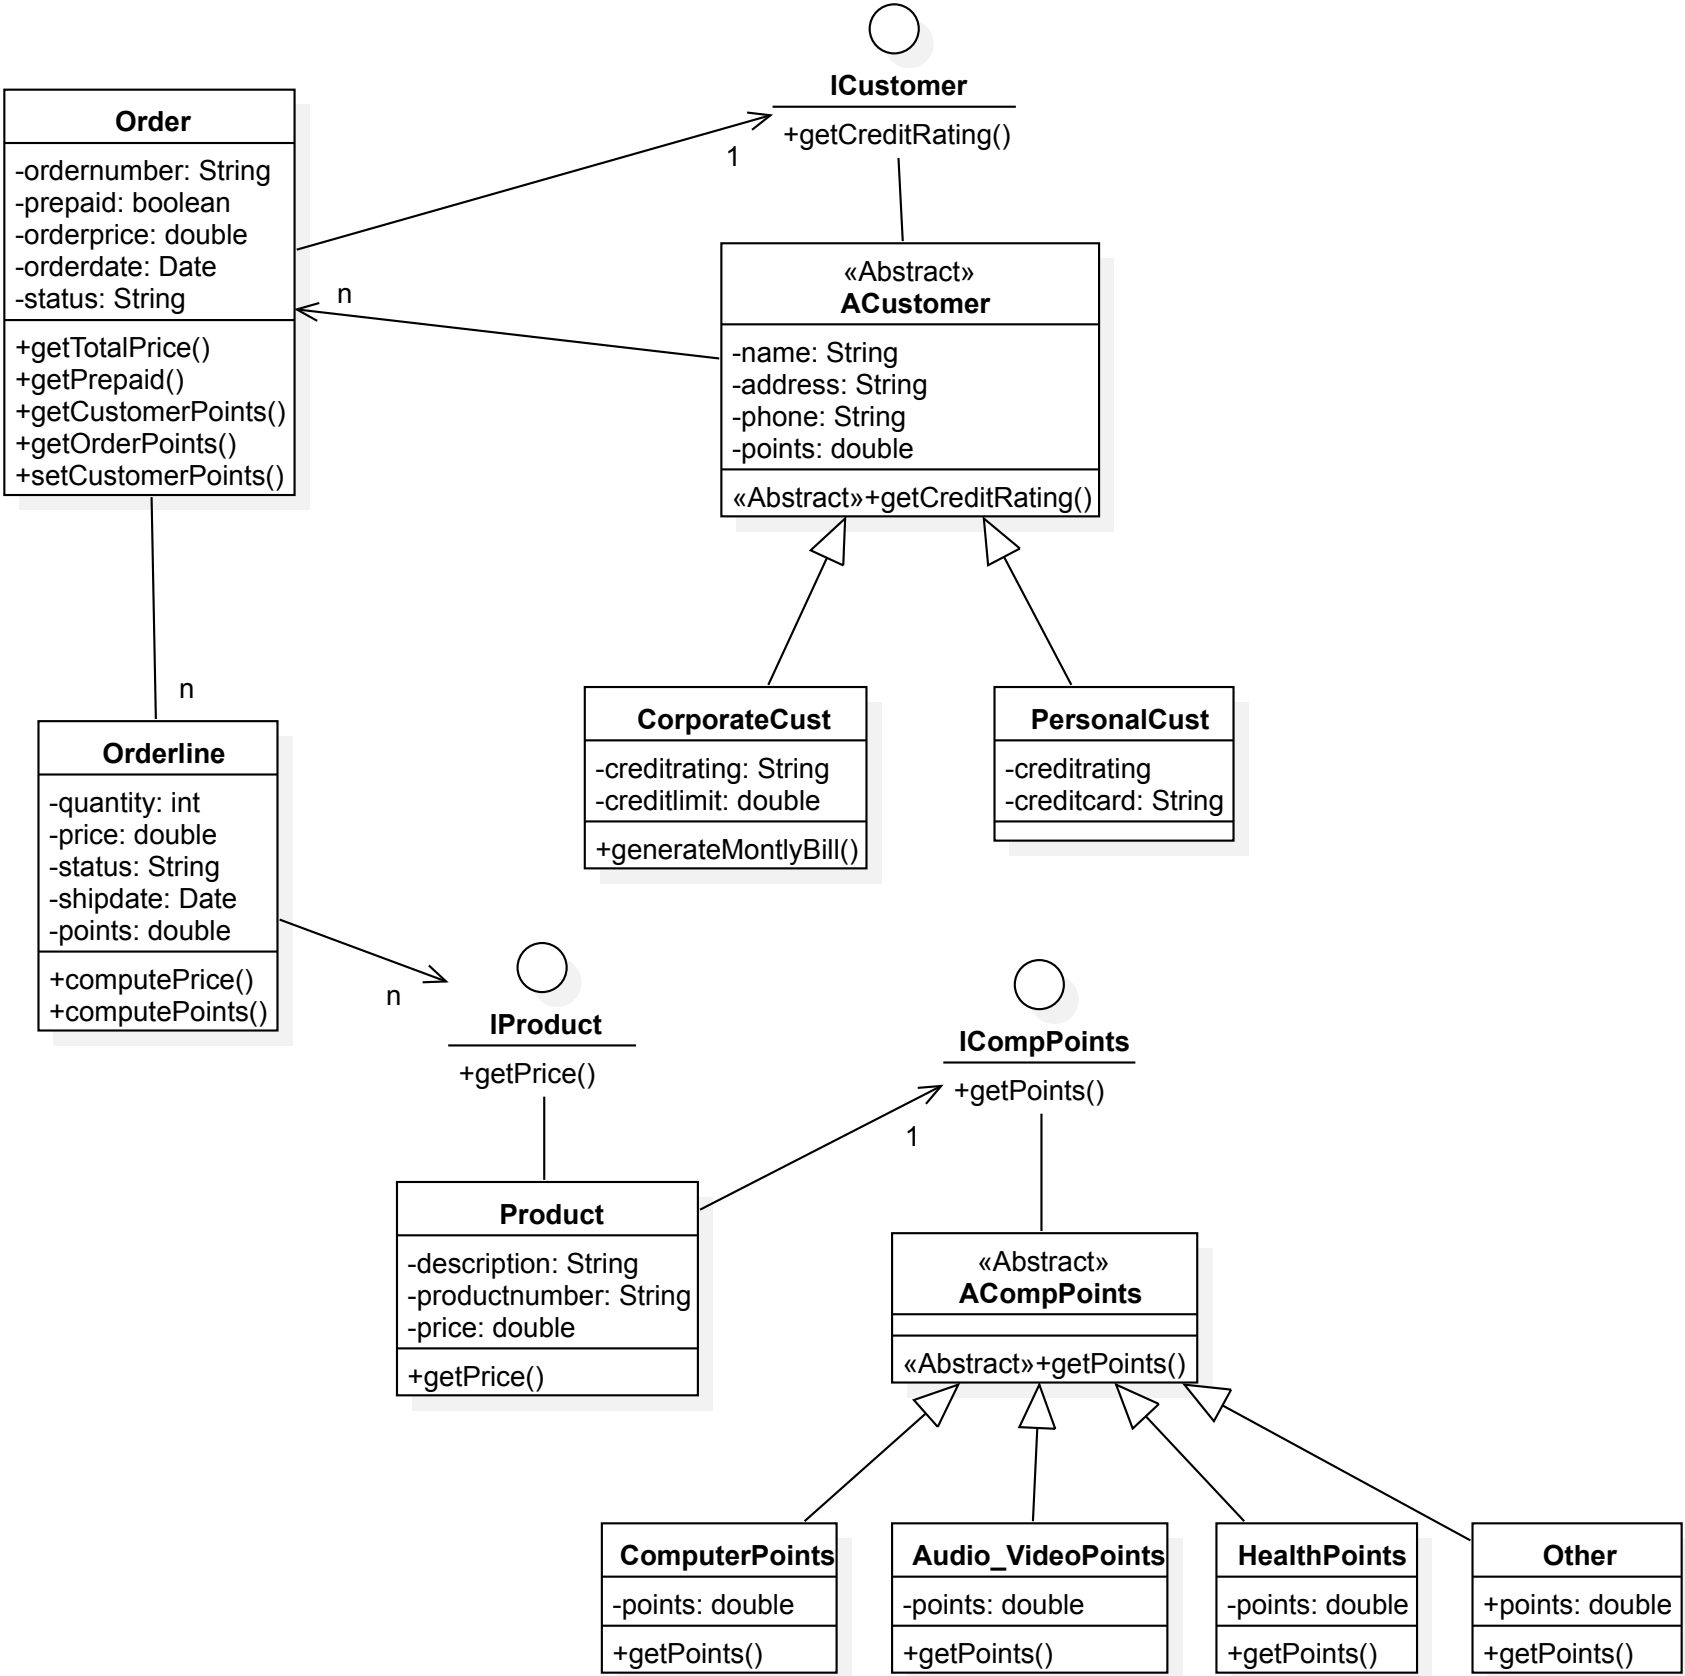 ICustomer
+getCreditRating()
1
Order
-ordernumber: String
-prepaid: boolean
-orderprice: double
-orderdate: Date
-status: String
+getTotalPrice()
+getPrepaid()
+getCustomerPoints()
+getOrderPoints()
+setCustomerPoints()
n
«Abstract»
ACustomer
-name: String
-address: String
-phone: String
-points: double
«Abstract»+getCreditRating()
n
CorporateCust
-creditrating: String
-creditlimit: double
+generateMontlyBill()
PersonalCust
-creditrating
-creditcard: String
Orderline
-quantity: int
-price: double
-status: String
-shipdate: Date
-points: double
+computePrice()
+computePoints()
n
IProduct
+getPrice()
ICompPoints
+getPoints()
1
Product
-description: String
-productnumber: String
-price: double
+getPrice()
«Abstract»
ACompPoints
«Abstract»+getPoints()
ComputerPoints
-points: double
+getPoints()
Audio_VideoPoints
-points: double
+getPoints()
HealthPoints
-points: double
+getPoints()
Other
+points: double
+getPoints()